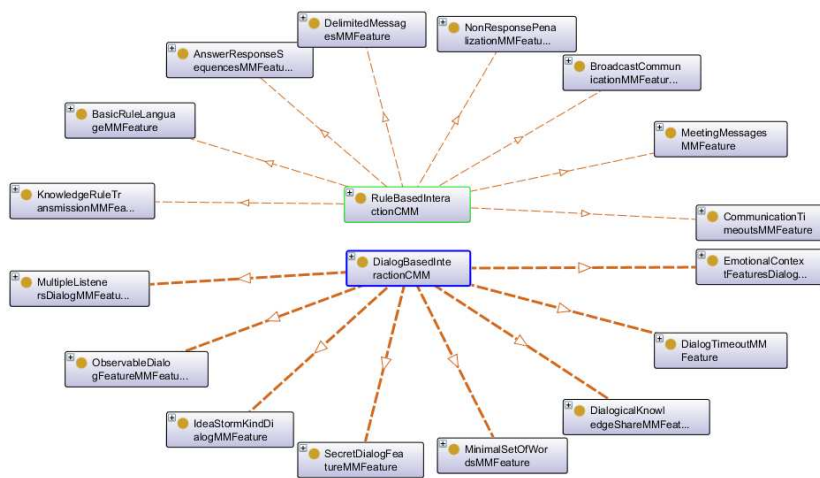 DelimitedMessag
esMMFeature
NonResponsePena
lizationMMFeatu...
AnswerResponseS
equencesMMFeatu...
BroadcastCommun
icationMMFeatur...
BasicRuleLangua
geMMFeature
MeetingMessages
MMFeature
KnowledgeRuleTr
ansmissionMMFea...
RuleBasedIntera
ctionCMM
CommunicationTi
meoutsMMFeature
DialogBasedInte
ractionCMM
EmotionalContex
tFeaturesDialog...
MultipleListene
rsDialogMMFeatu...
DialogTimeoutMM
Feature
ObservableDialo
gFeatureMMFeatu...
IdeaStormKindDi
alogMMFeature
DialogicalKnowl
edgeShareMMFeat...
SecretDialogFea
tureMMFeature
MinimalSetOfWor
dsMMFeature